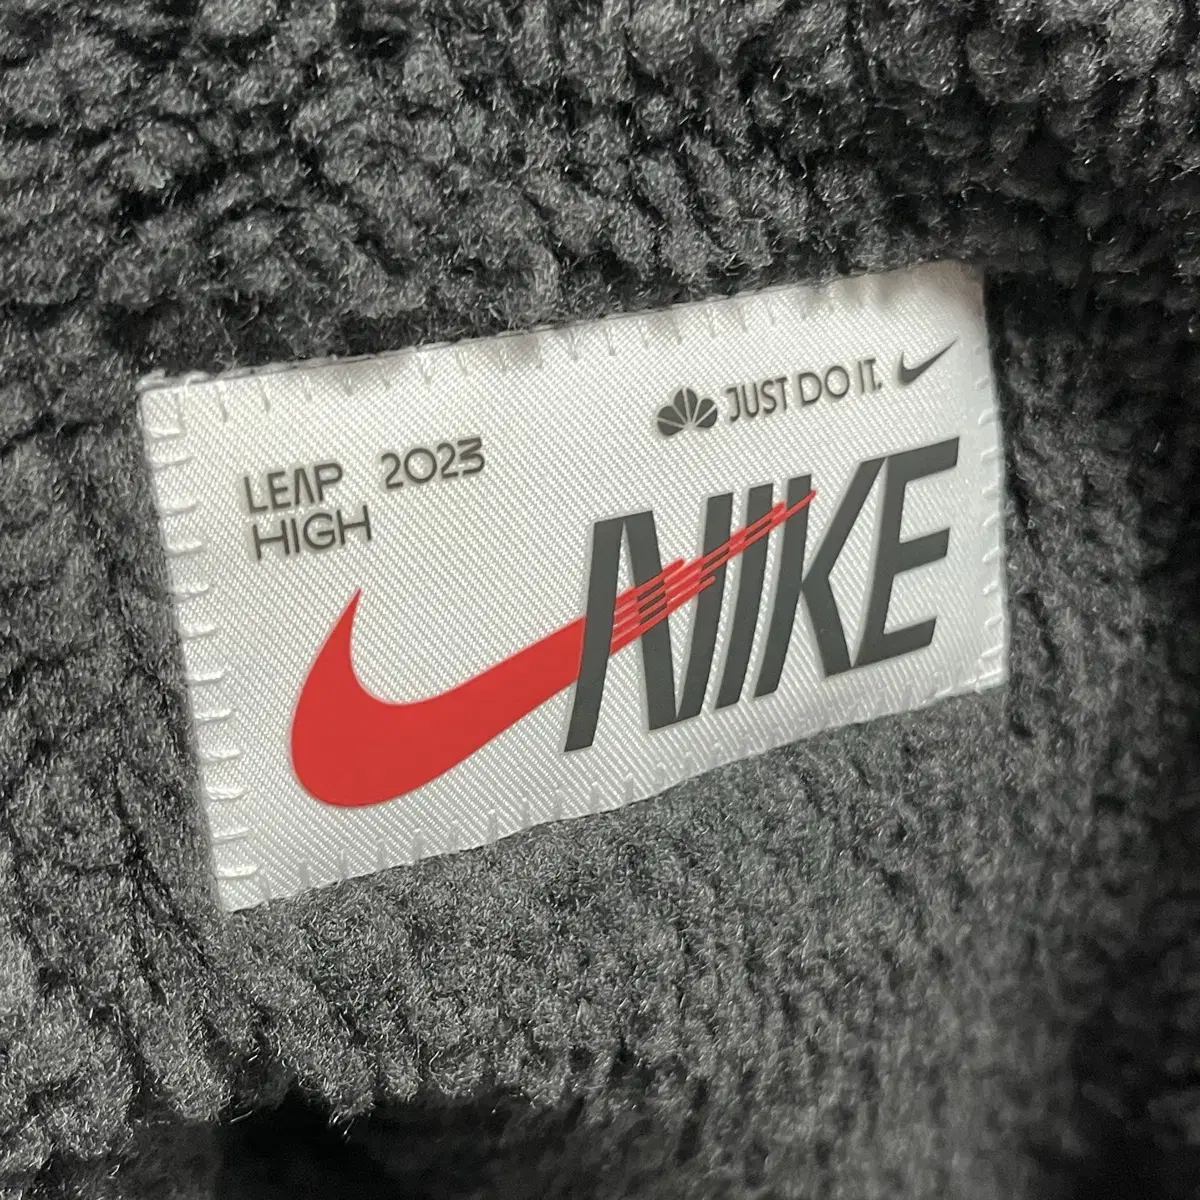 JUST DO IT.
LEAP 2023
HIGH
NIKE